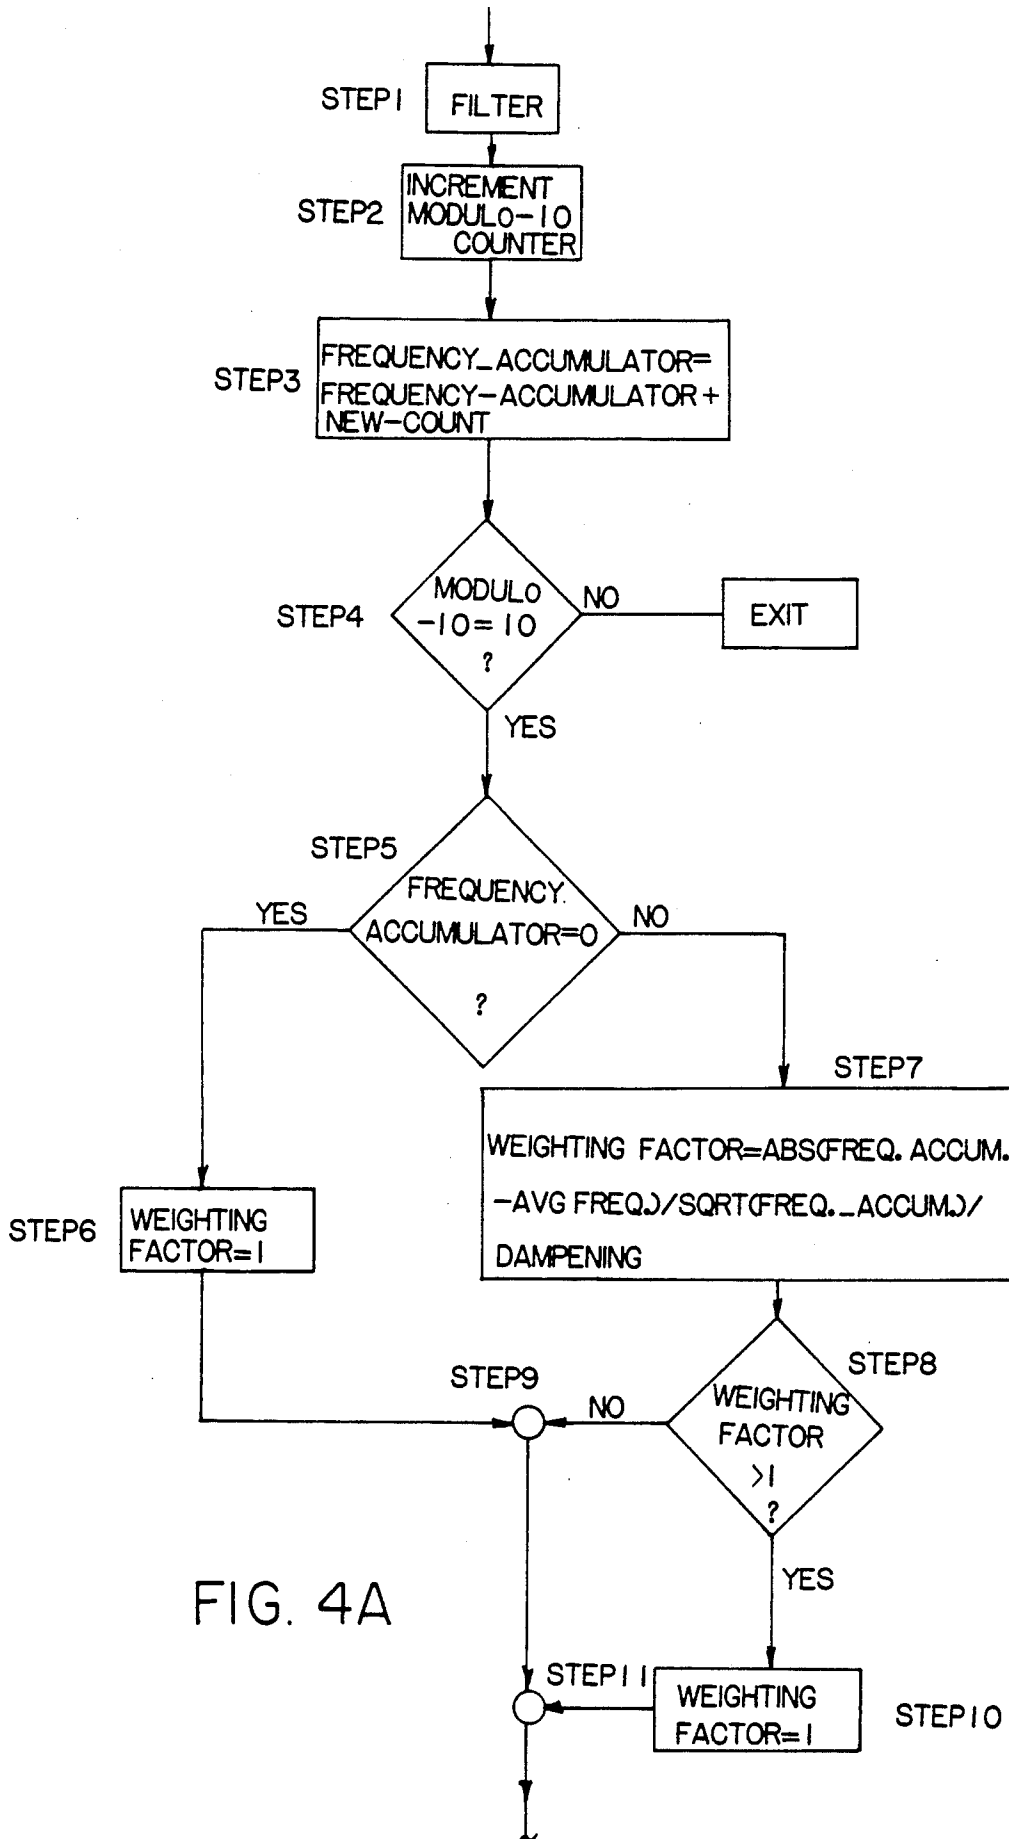 STEP1
FILTER
STEP2
INCREMENT
MODULO-10
COUNTER
STEP3
FREQUENCY_ACCUMULATOR=
FREQUENCY-ACCUMULATOR+
NEW-COUNT
STEP4
MODULO
-10=10
?
NO
EXIT
YES
STEP5
FREQUENCY.
ACCUMULATOR=0
?
YES
NO
STEP7
WEIGHTING FACTOR=ABS(FREQ. ACCUM.
-AVG FREQ.)/SQRT(FREQ._ACCUM.)/
DAMPENING
STEP6
WEIGHTING
FACTOR=1
STEP8
WEIGHTING
FACTOR
>1
?
STEP9
NO
YES
FIG. 4A
STEP11
WEIGHTING
FACTOR=1
STEP10